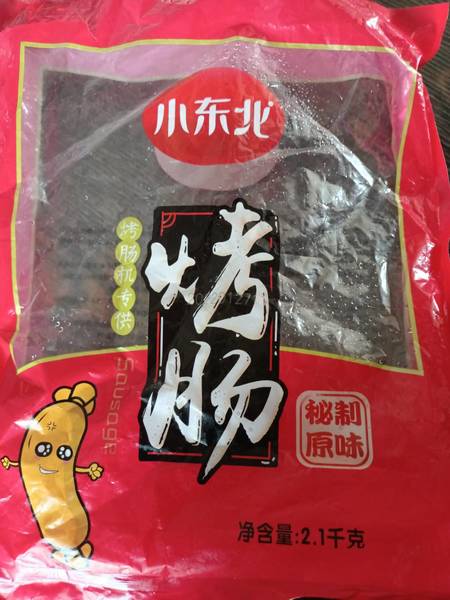 小东北
烤肠机专供
Sausage
烤肠
秘制
原味
净含量:2.1千克